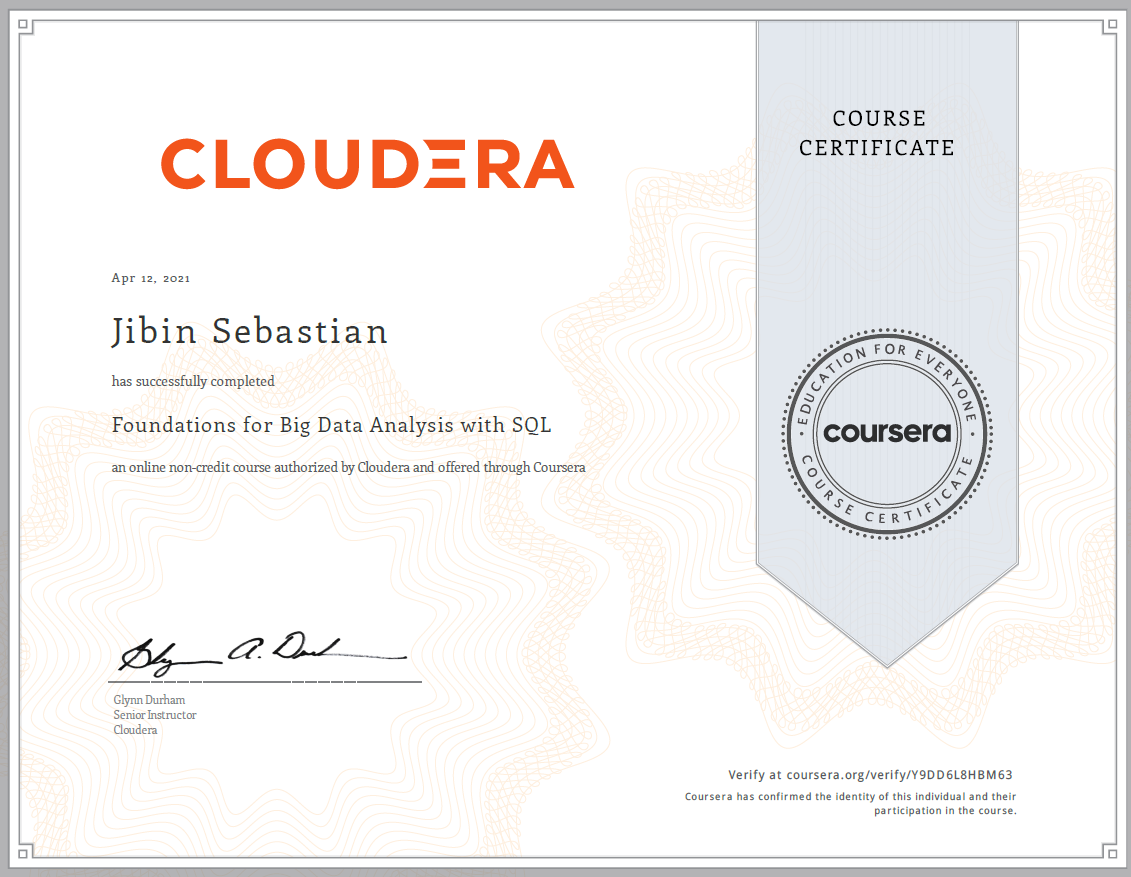 CLOUDERA
COURSE
CERTIFICATE
Apr 12, 2021
Jibin Sebastian
has successfully completed
Foundations for Big Data Analysis with SQL
an online non-credit course authorized by Cloudera and offered through Coursera
EDUCATION FOR EVERYONE
coursera
COURSE CERTIFICATE
Glynn Durham
Senior Instructor
Cloudera
Verify at coursera.org/verify/Y9DD6L8HBM63
Coursera has confirmed the identity of this individual and their
participation in the course.